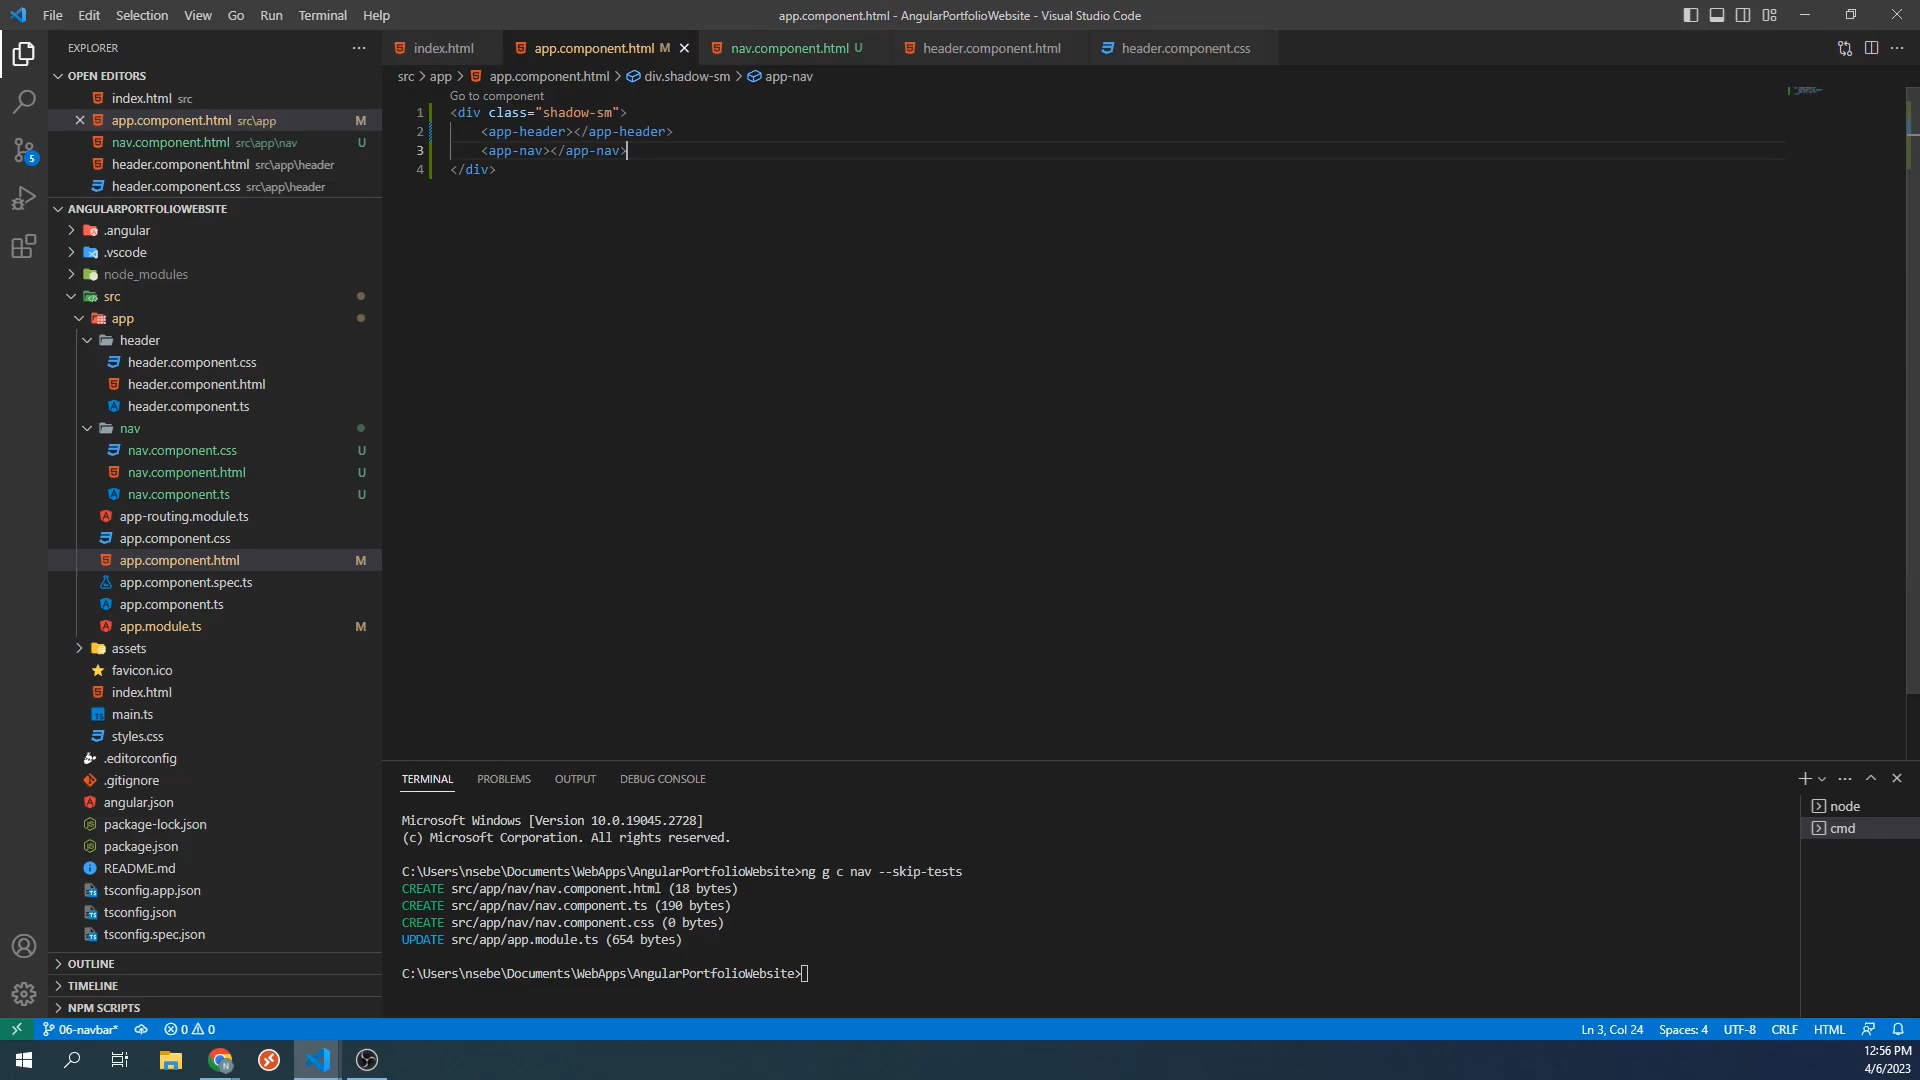 File Edit Selection View Go Run Terminal Help
app.component.html - AngularPortfolioWebsite - Visual Studio Code
EXPLORER
OPEN EDITORS
index.html src
app.component.html src\app M
nav.component.html src\app\nav U
header.component.html src\app\header
header.component.css src\app\header
ANGULARPORTFOLIOWEBSITE
.angular
.vscode
node_modules
src
app
header
header.component.css
header.component.html
header.component.ts
nav
nav.component.css U
nav.component.html U
nav.component.ts U
app-routing.module.ts
app.component.css
app.component.html M
app.component.spec.ts
app.component.ts
app.module.ts M
assets
favicon.ico
index.html
main.ts
styles.css
.editorconfig
.gitignore
angular.json
package-lock.json
package.json
README.md
tsconfig.app.json
tsconfig.json
tsconfig.spec.json
OUTLINE
TIMELINE
NPM SCRIPTS
5
index.html
app.component.html M
nav.component.html U
header.component.html
header.component.css
src > app > app.component.html > div.shadow-sm > app-nav
Go to component
1 <div class="shadow-sm">
2 <app-header></app-header>
3 <app-nav></app-nav>
4 </div>
TERMINAL PROBLEMS OUTPUT DEBUG CONSOLE
Microsoft Windows [Version 10.0.19045.2728]
(c) Microsoft Corporation. All rights reserved.
C:\Users\nsebe\Documents\WebApps\AngularPortfolioWebsite>ng g c nav --skip-tests
CREATE src/app/nav/nav.component.html (18 bytes)
CREATE src/app/nav/nav.component.ts (190 bytes)
CREATE src/app/nav/nav.component.css (0 bytes)
UPDATE src/app/app.module.ts (654 bytes)
C:\Users\nsebe\Documents\WebApps\AngularPortfolioWebsite>
node
cmd
06-navbar* 0 0
Ln 3, Col 24 Spaces: 4 UTF-8 CRLF HTML
12:56 PM
4/6/2023